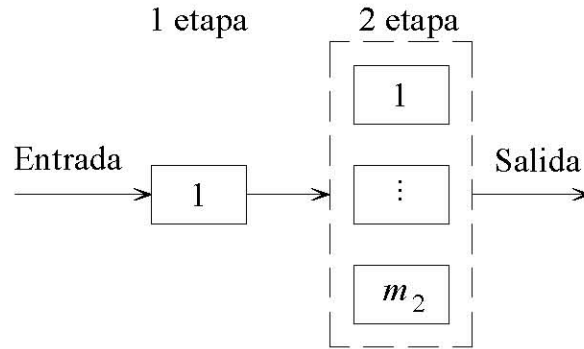 1 etapa
2 etapa
1
Entrada
1
⋮
Salida
m₂